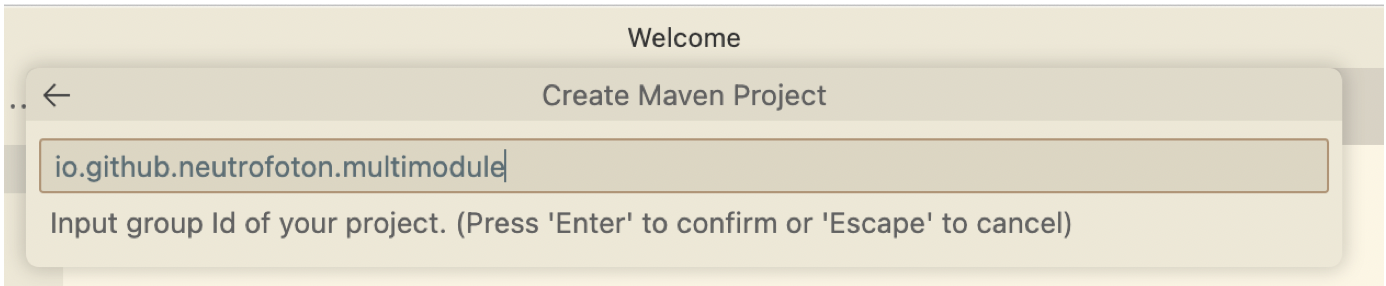 Welcome
..
Create Maven Project
io.github.neutrofoton.multimodule
Input group Id of your project. (Press 'Enter' to confirm or 'Escape' to cancel)